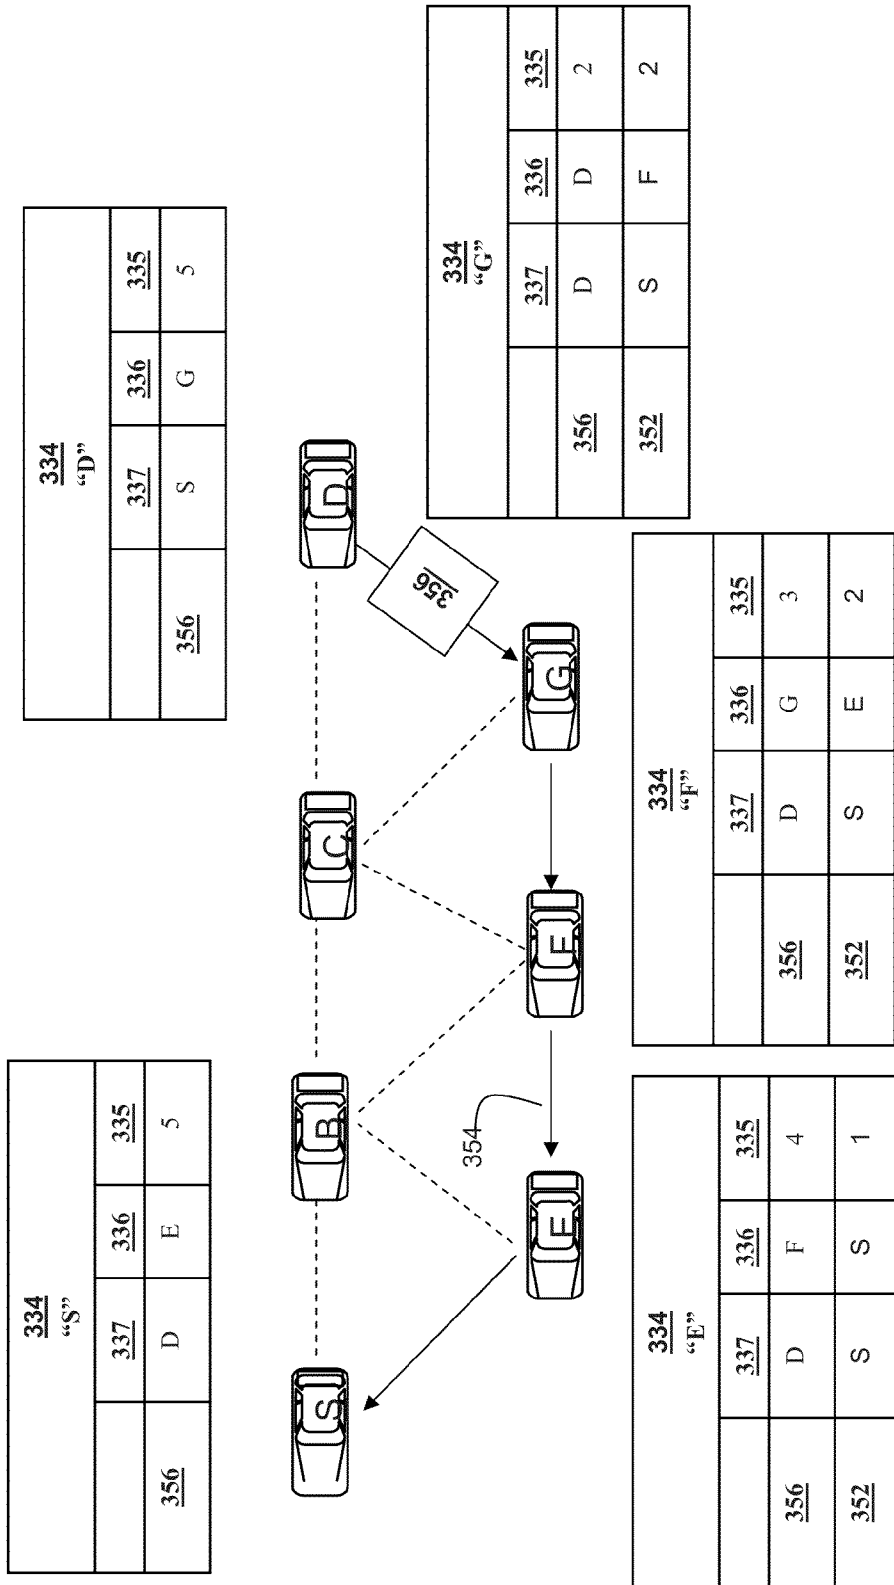 334
"D"
337 336 335
356 S G 5
334
"G"
337 336 335
356 D D 2
352 S F 2
D
356
G
C
F
B
354
E
S
334
"F"
337 336 335
356 D G 3
352 S E 2
334
"S"
337 336 335
356 D E 5
334
"E"
337 336 335
356 D F 4
352 S S 1